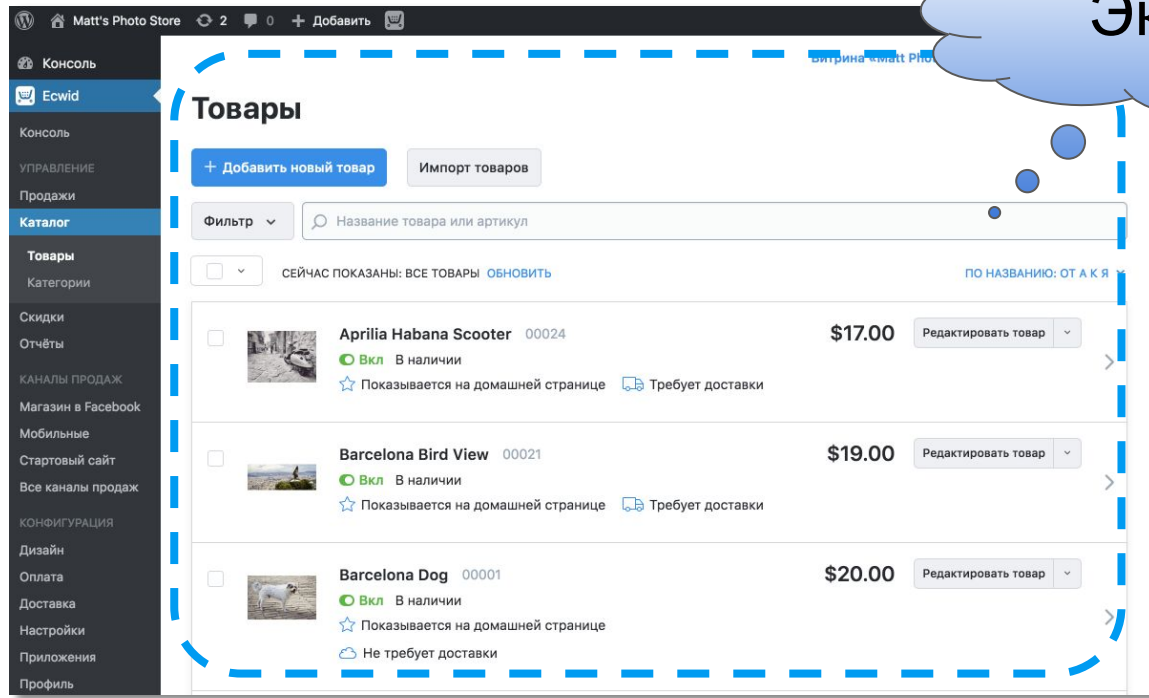 Matt's Photo Store 2 0 + Добавить
Эк
Консоль
Ecwid
Консоль
УПРАВЛЕНИЕ
Продажи
Каталог
Товары
Категории
Скидки
Отчёты
КАНАЛЫ ПРОДАЖ
Магазин в Facebook
Мобильные
Стартовый сайт
Все каналы продаж
КОНФИГУРАЦИЯ
Дизайн
Оплата
Доставка
Настройки
Приложения
Профиль
Витрина «Matt Pho
Товары
+ Добавить новый товар
Импорт товаров
Фильтр
Название товара или артикул
СЕЙЧАС ПОКАЗАНЫ: ВСЕ ТОВАРЫ ОБНОВИТЬ
ПО НАЗВАНИЮ: ОТ А К Я
Aprilia Habana Scooter 00024
$17.00
Редактировать товар
Вкл В наличии
Показывается на домашней странице Требует доставки
Barcelona Bird View 00021
$19.00
Редактировать товар
Вкл В наличии
Показывается на домашней странице Требует доставки
Barcelona Dog 00001
$20.00
Редактировать товар
Вкл В наличии
Показывается на домашней странице
Не требует доставки